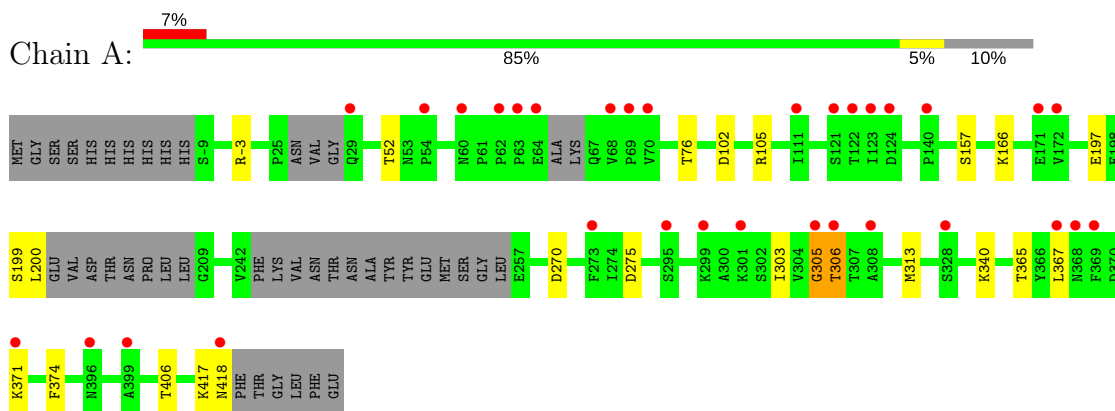 7%
Chain A:
85% 5% 10%
MET GLY SER SER HIS HIS HIS HIS HIS HIS S-9 R-3 P25 ASN VAL GLY Q29 T52 N53 P54 N60 P61 P62 P63 E64 ALA LYS Q67 V68 P69 V70 T76 D102 R105 I111 S121 T122 I123 D124 P140 S157 K166 E171 V172 E197 E198
S199 L200 GLU VAL ASP THR ASN PRO LEU LEU G209 V242 PHE LYS VAL ASN THR ASN ALA TYR TYR GLU MET SER GLY LEU E257 D270 F273 I274 D275 S295 K299 A300 K301 S302 I303 V304 G305 T306 T307 A308 M313 S328 K340 T365 Y366 L367 N368 F369 D370
K371 F374 N396 A399 T406 K417 N418 PHE THR GLY LEU PHE GLU